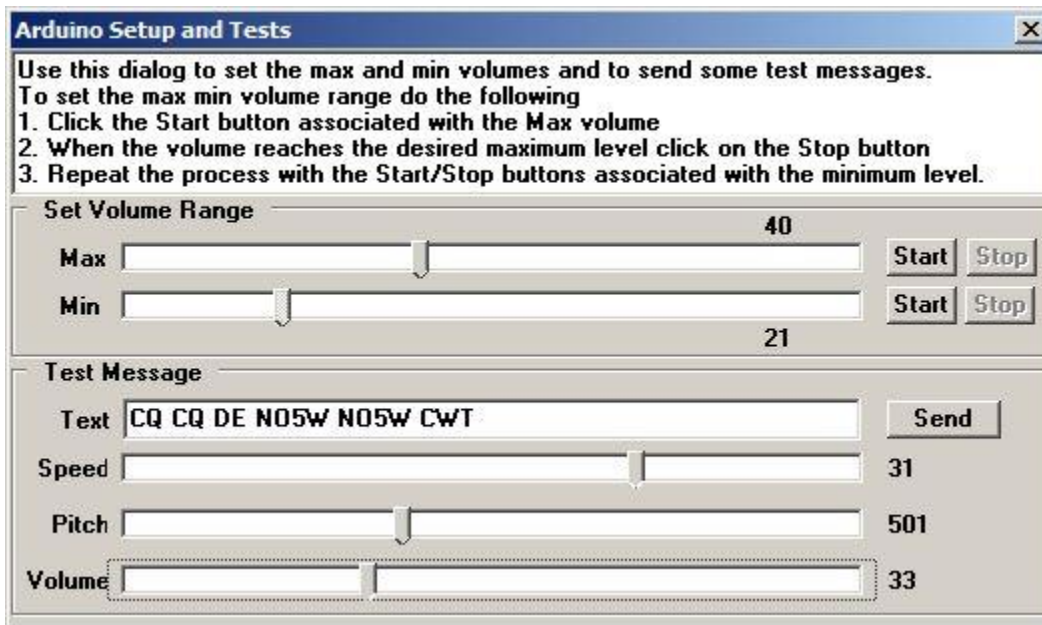 Arduino Setup and Tests
Use this dialog to set the max and min volumes and to send some test messages.
To set the max min volume range do the following
1. Click the Start button associated with the Max volume
2. When the volume reaches the desired maximum level click on the Stop button
3. Repeat the process with the Start/Stop buttons associated with the minimum level.
Set Volume Range
40
Max Start Stop
Min Start Stop
21
Test Message
Text CQ CQ DE NO5W NO5W CWT Send
Speed 31
Pitch 501
Volume 33